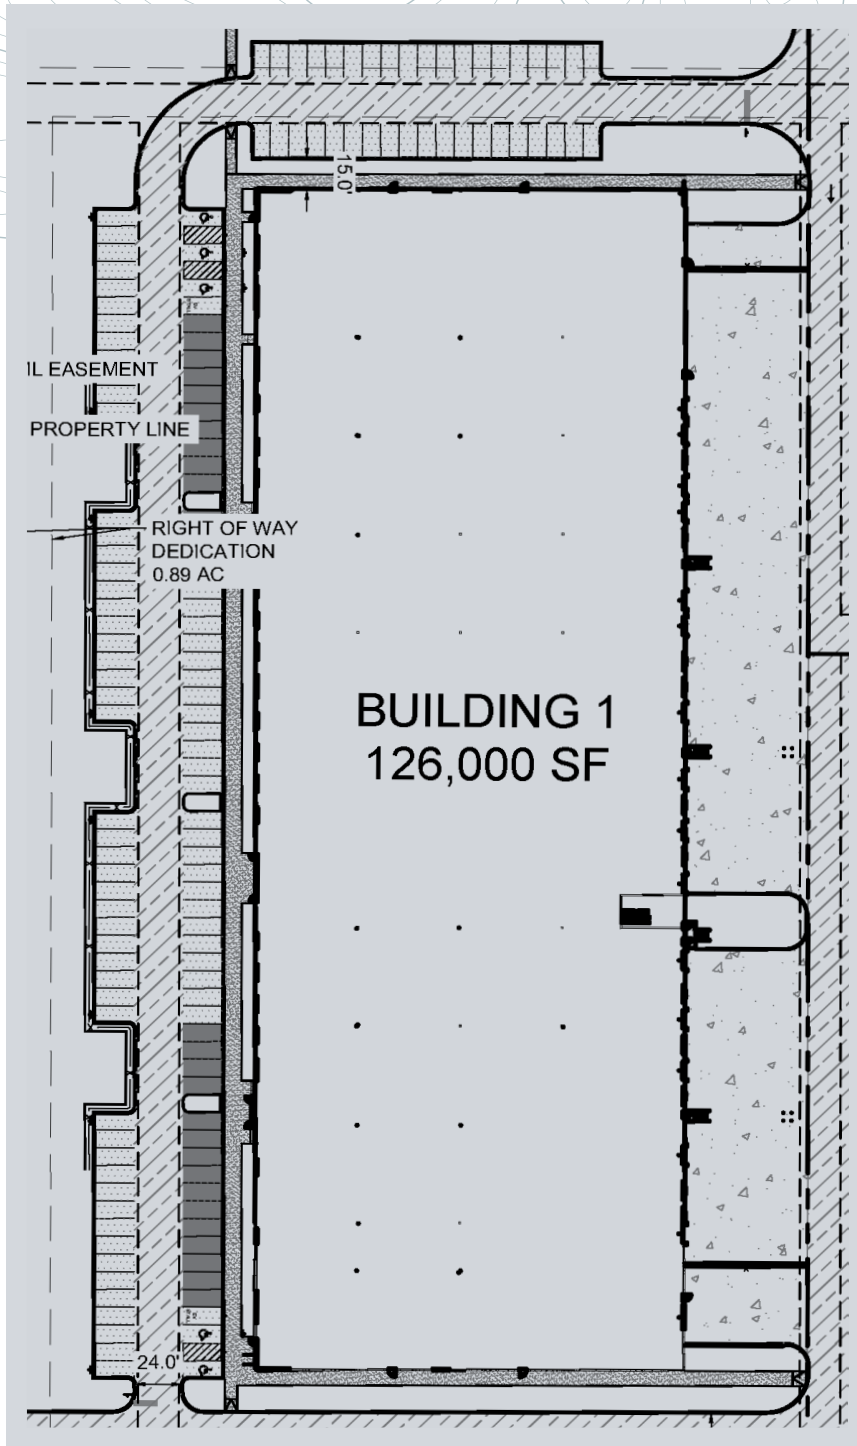 15.0'
IL EASEMENT
PROPERTY LINE
RIGHT OF WAY
DEDICATION
0.89 AC
BUILDING 1
126,000 SF
24.0'